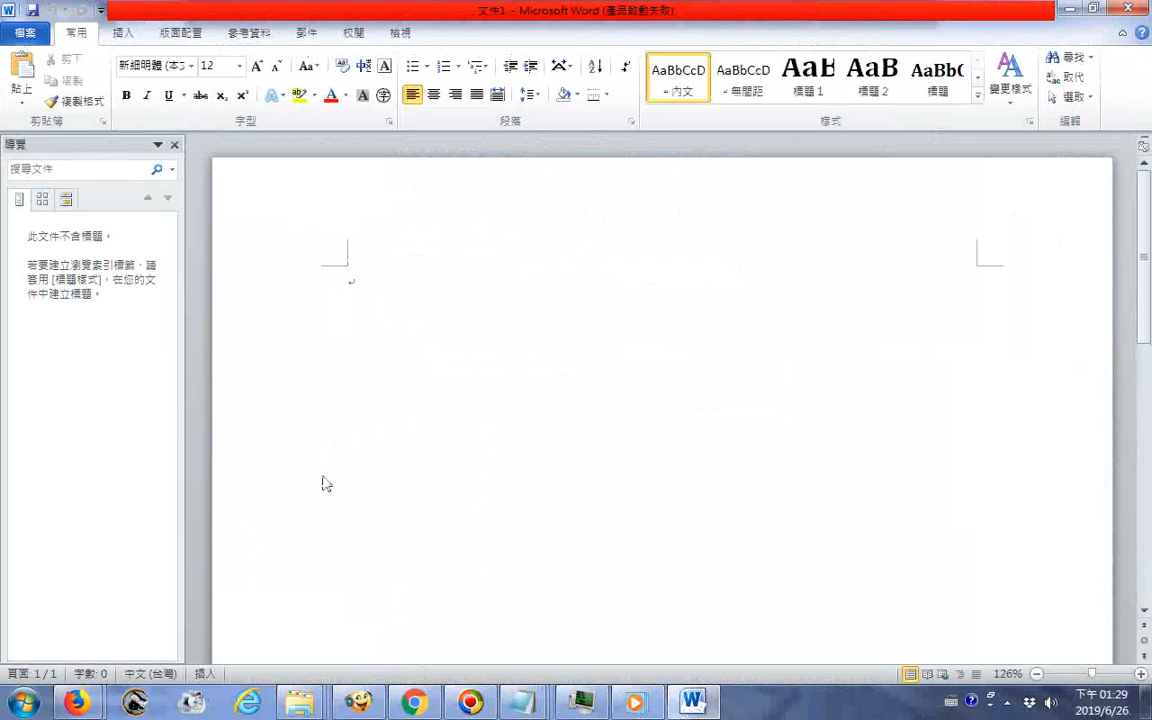 文件1 - Microsoft Word (產品啟動失敗)
檔案 常用 插入 版面配置 參考資料 郵件 校閱 檢視
貼上
剪下
複製
複製格式
剪貼簿
新細明體 (本文 12
字型
段落
AaBbCcD AaBbCcD AaB AaB AaBb(
內文 無間距 標題 1 標題 2 標題
變更樣式
樣式
尋找
取代
選取
編輯
導覽
搜尋文件
此文件不含標題。
若要建立瀏覽索引標籤，請
套用 [標題樣式]，在您的文
件中建立標題。
頁面: 1/1 字數: 0 中文 (台灣) 插入 126%
下午 01:29
2019/6/26